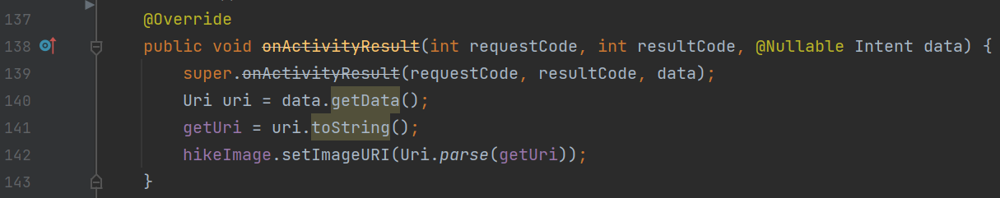 137 @Override
138 public void onActivityResult(int requestCode, int resultCode, @Nullable Intent data) {
139 super.onActivityResult(requestCode, resultCode, data);
140 Uri uri = data.getData();
141 getUri = uri.toString();
142 hikeImage.setImageURI(Uri.parse(getUri));
143 }